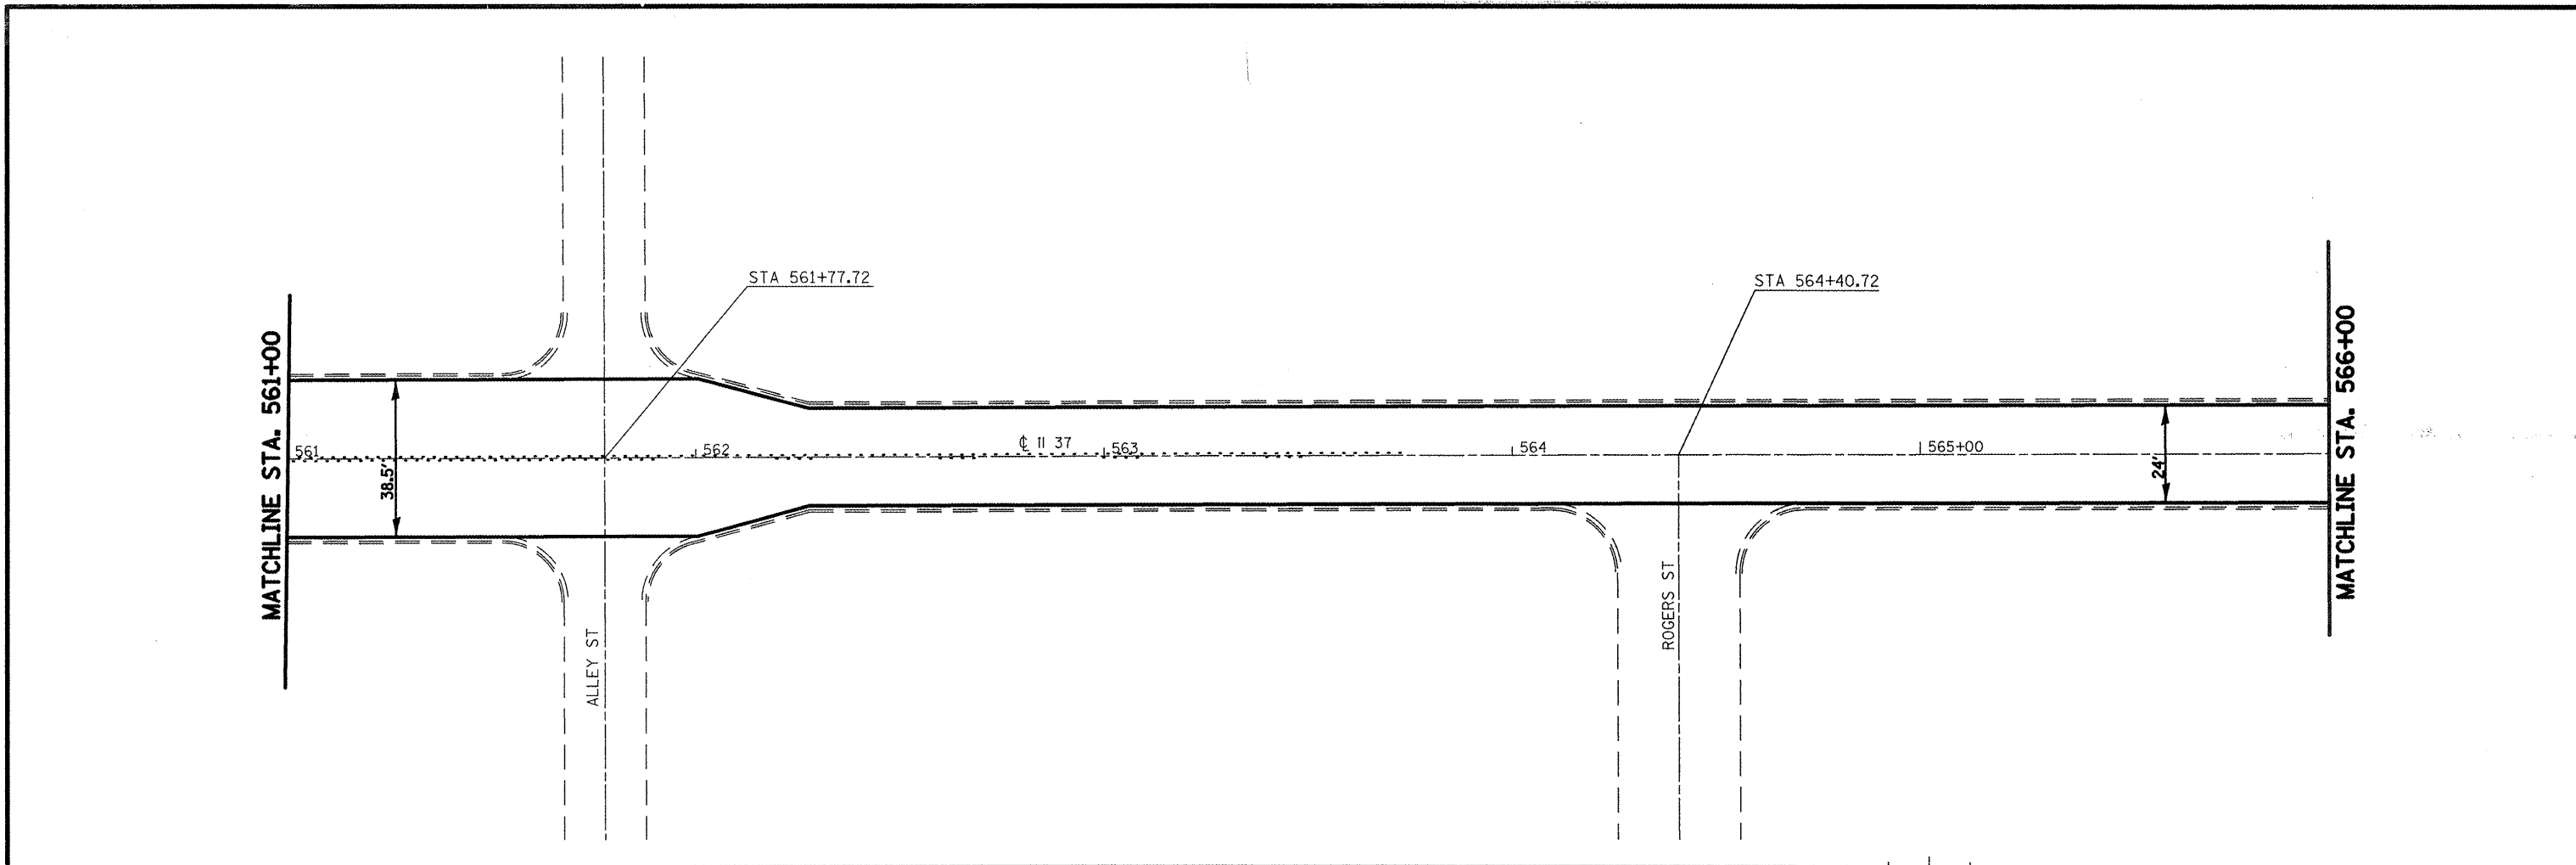 STA 561+77.72
STA 564+40.72
MATCHLINE STA. 561+00
MATCHLINE STA. 566+00
561
562
℄ Il 37
563
564
565+00
38.5'
24'
ALLEY ST
ROGERS ST